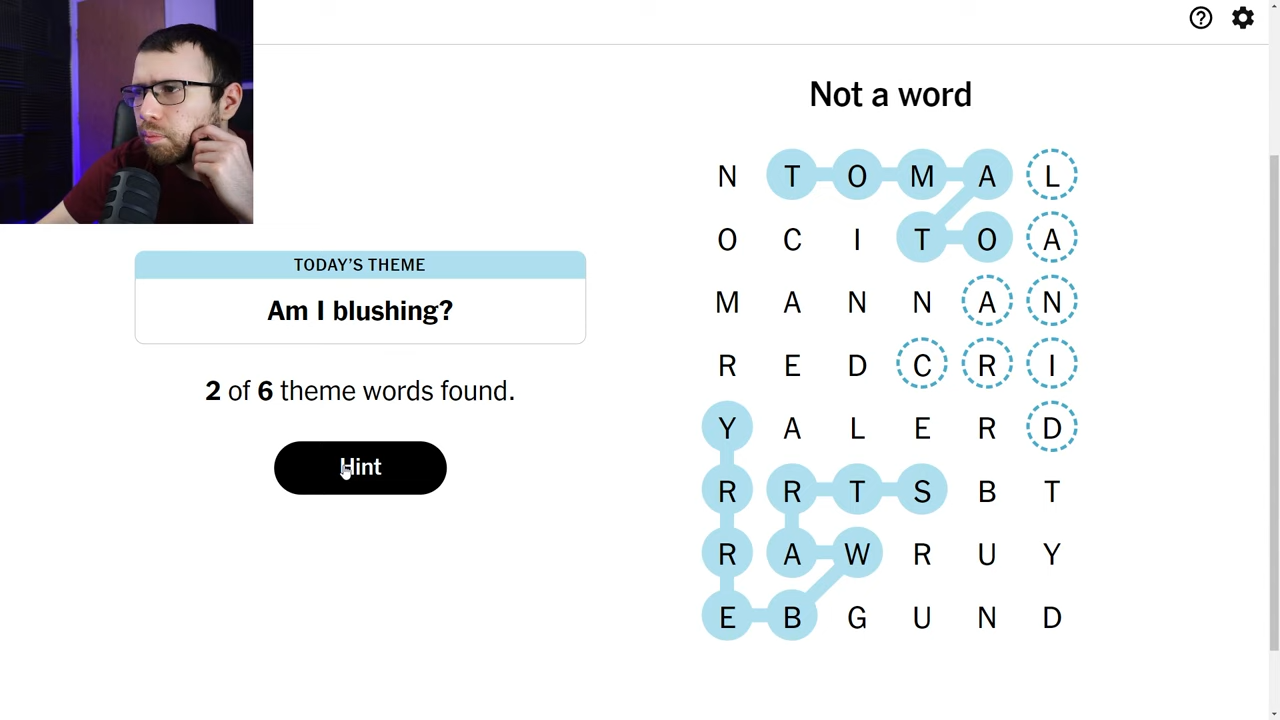 Not a word
N T O M A L
O C I T O A
M A N N A N
R E D C R I
Y A L E R D
R R T S B T
R A W R U Y
E B G U N D
TODAY'S THEME
Am I blushing?
2 of 6 theme words found.
Hint